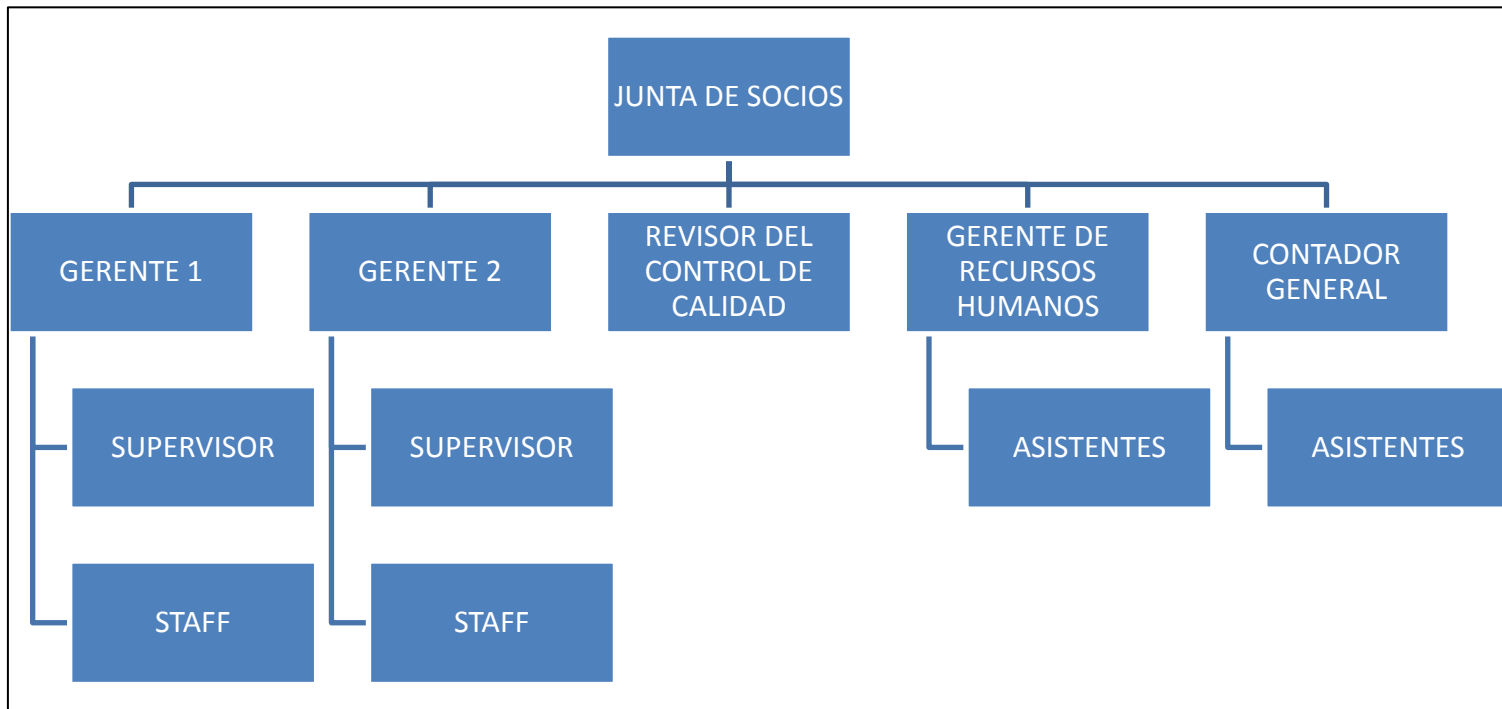 JUNTA DE SOCIOS
GERENTE 1
GERENTE 2
REVISOR DEL
CONTROL DE
CALIDAD
GERENTE DE
RECURSOS
HUMANOS
CONTADOR
GENERAL
SUPERVISOR
SUPERVISOR
ASISTENTES
ASISTENTES
STAFF
STAFF